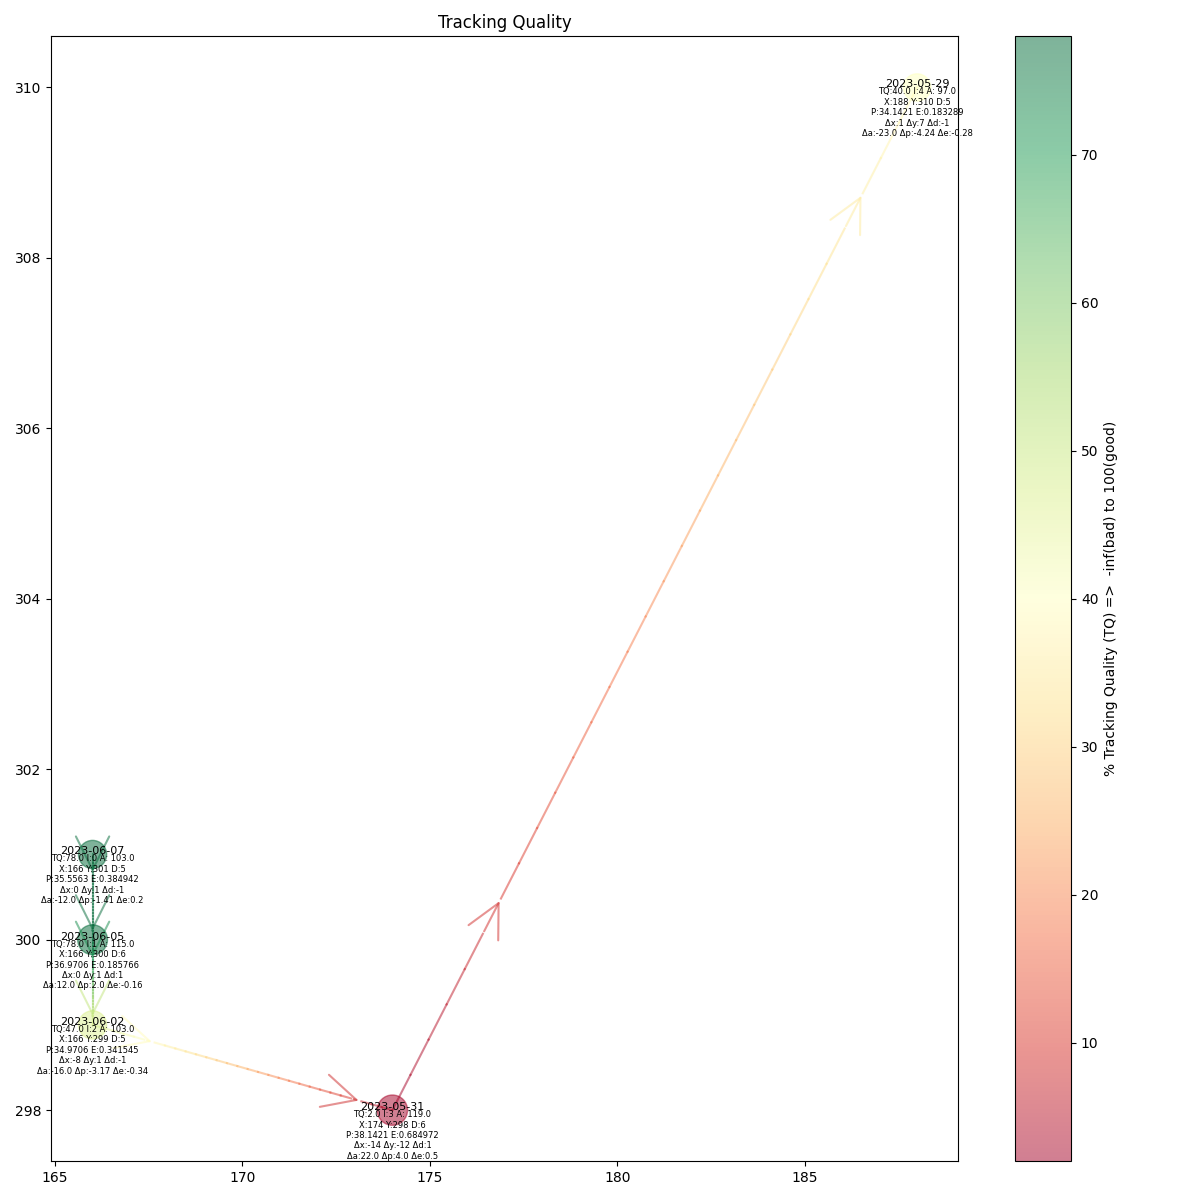 Tracking Quality
310
308
306
304
302
300
298
165
170
175
180
185
2023-05-29
TQ:40.0 I:4 A: 97.0
X:188 Y:310 D:5
P:34.1421 E:0.183289
Δx:1 Δy:7 Δd:-1
Δa:-23.0 Δp:-4.24 Δe:-0.28
2023-06-07
TQ:78.0 I:0 A: 103.0
X:166 Y:301 D:5
P:35.5563 E:0.384942
Δx:0 Δy:1 Δd:-1
Δa:-12.0 Δp:-1.41 Δe:0.2
2023-06-05
TQ:78.0 I:1 A: 115.0
X:166 Y:300 D:6
P:36.9706 E:0.185766
Δx:0 Δy:1 Δd:1
Δa:12.0 Δp:2.0 Δe:-0.16
2023-06-02
TQ:47.0 I:2 A: 103.0
X:166 Y:299 D:5
P:34.9706 E:0.341545
Δx:-8 Δy:1 Δd:-1
Δa:-16.0 Δp:-3.17 Δe:-0.34
2023-05-31
TQ:2.0 I:3 A: 119.0
X:174 Y:298 D:6
P:38.1421 E:0.684972
Δx:-14 Δy:-12 Δd:1
Δa:22.0 Δp:4.0 Δe:0.5
70
60
50
40
30
20
10
% Tracking Quality (TQ) => -inf(bad) to 100(good)